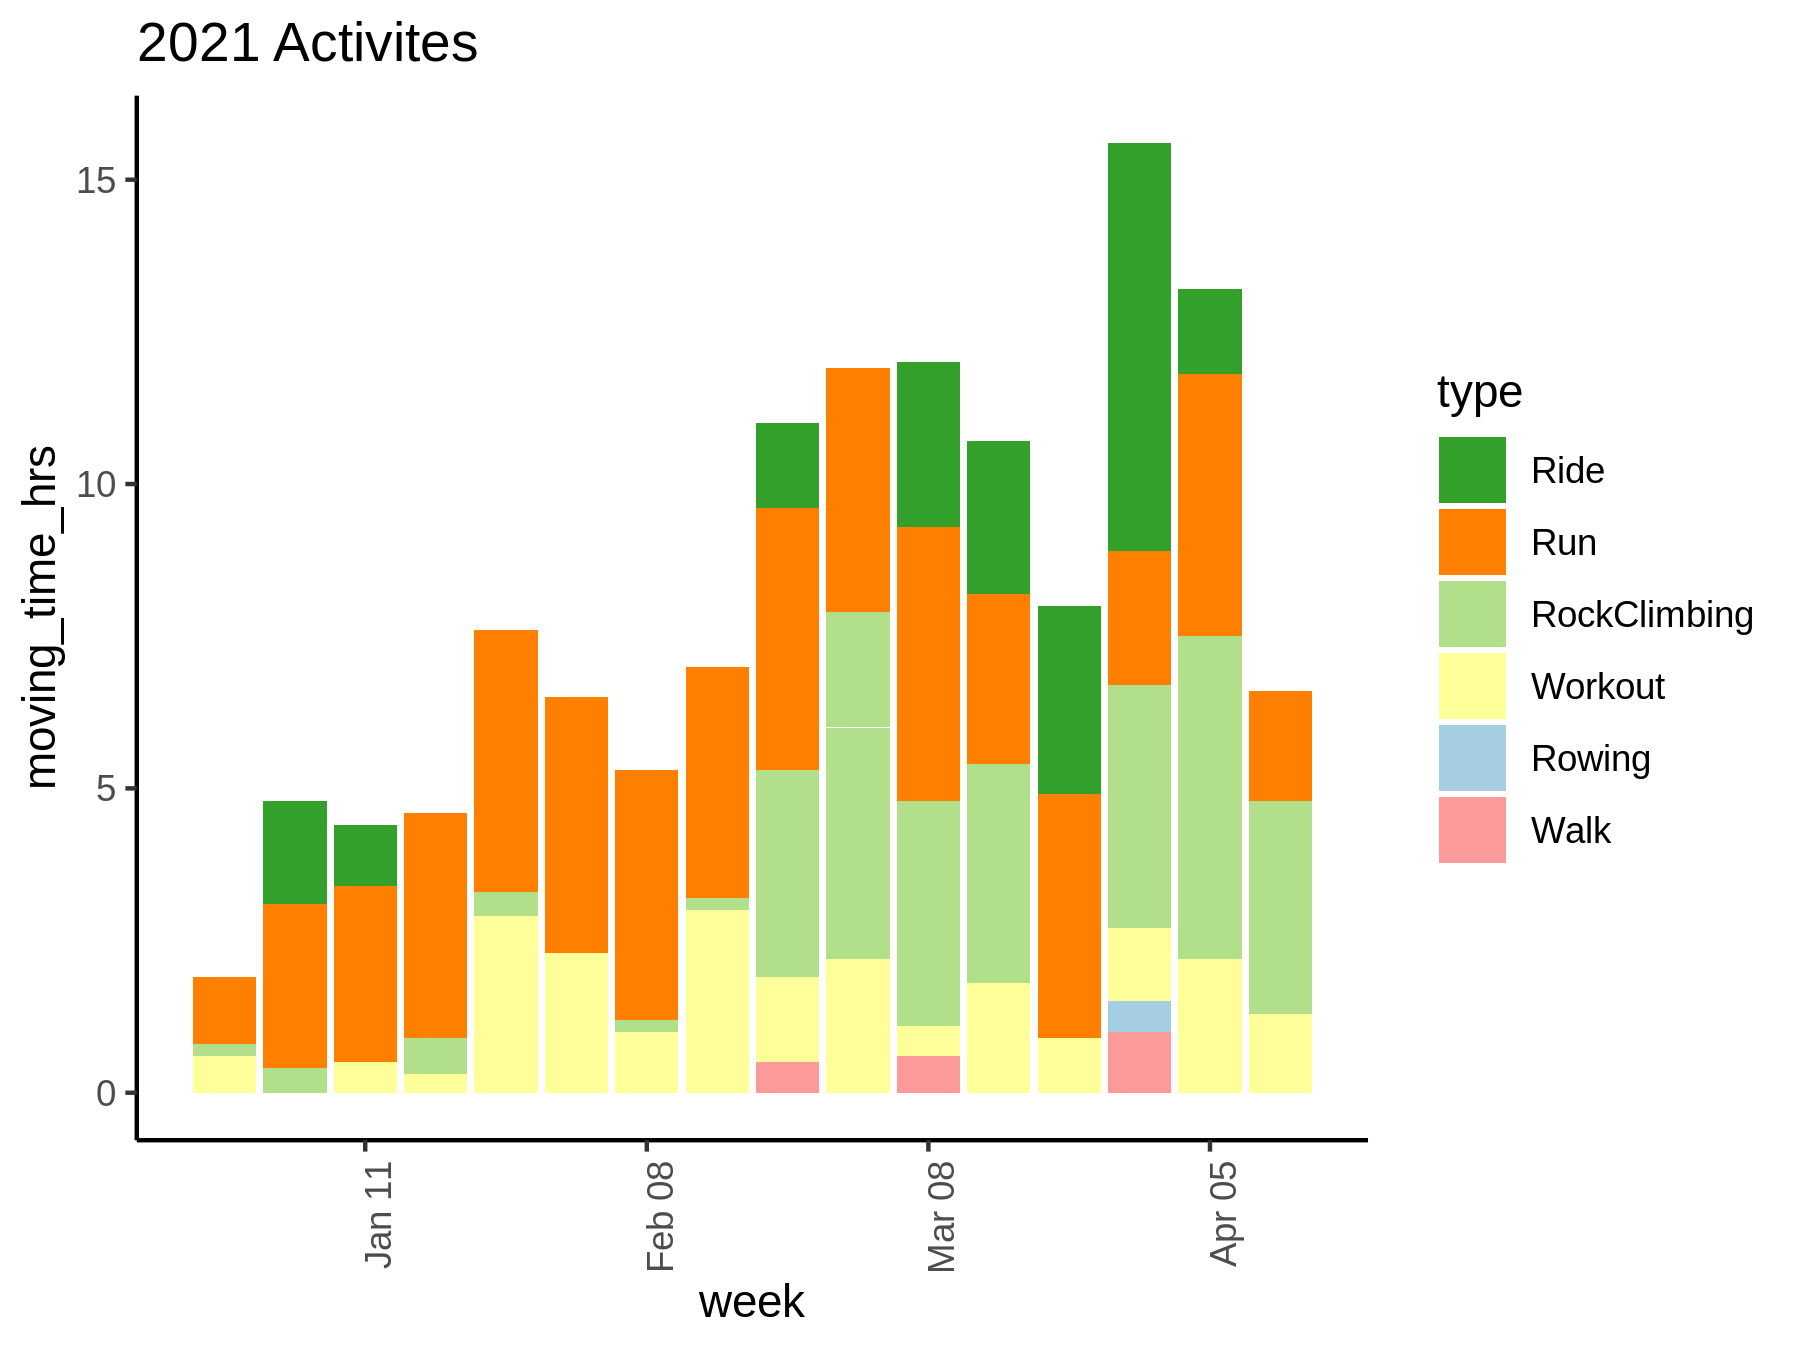 2021 Activites
moving_time_hrs
15
10
5
0
Jan 11
Feb 08
Mar 08
Apr 05
week
type
Ride
Run
RockClimbing
Workout
Rowing
Walk